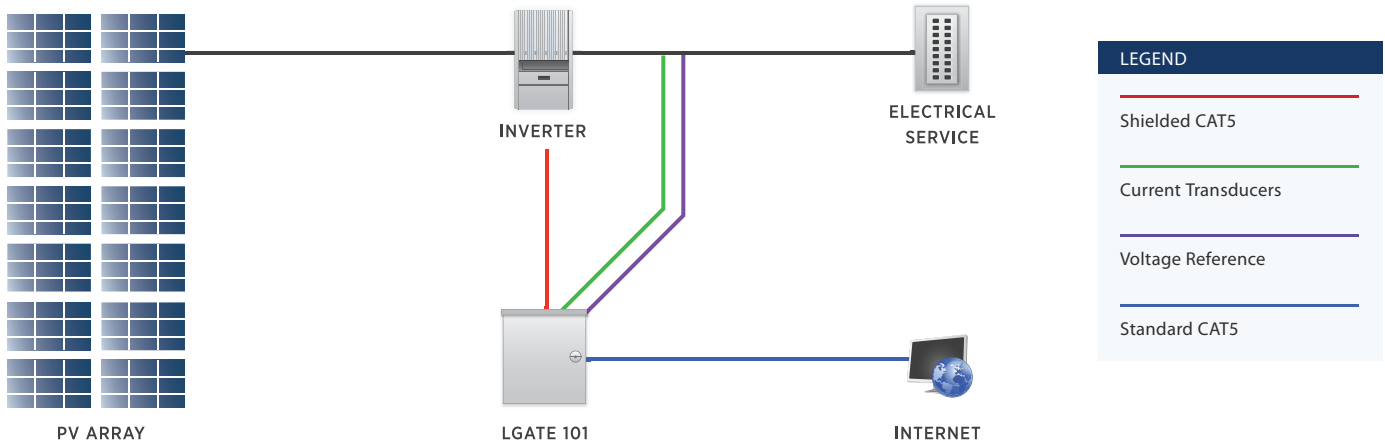 INVERTER
ELECTRICAL
SERVICE
PV ARRAY
LGATE 101
INTERNET
LEGEND
Shielded CAT5
Current Transducers
Voltage Reference
Standard CAT5